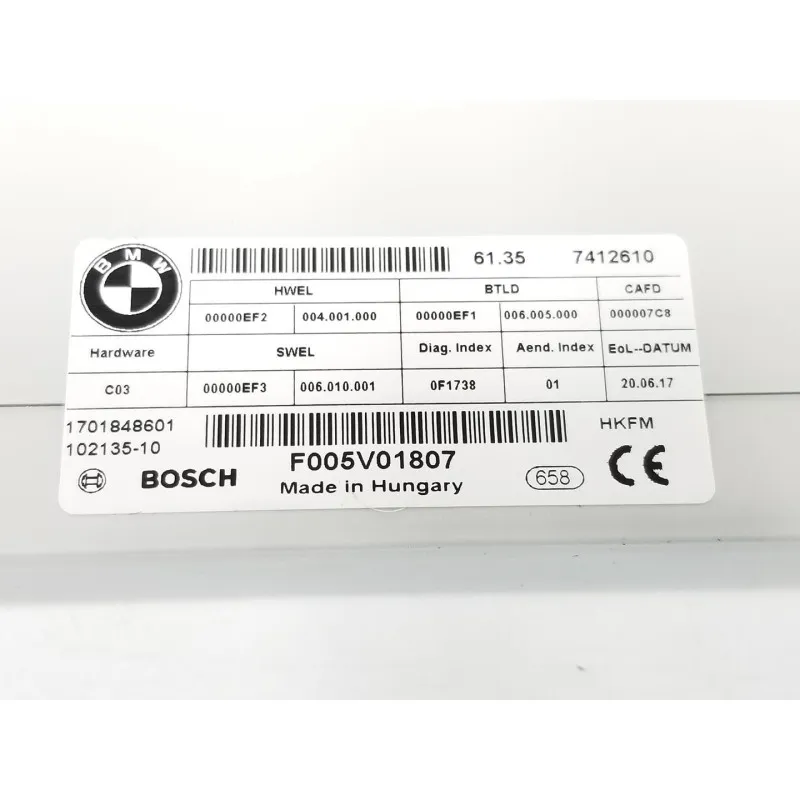 BMW
61.35 7412610
HWEL BTLD CAFD
00000EF2 004.001.000 00000EF1 006.005.000 000007C8
Hardware SWEL Diag. Index Aend. Index EoL--DATUM
C03 00000EF3 006.010.001 0F1738 01 20.06.17
1701848601 HKFM
102135-10
BOSCH F005V01807 658 CE
Made in Hungary